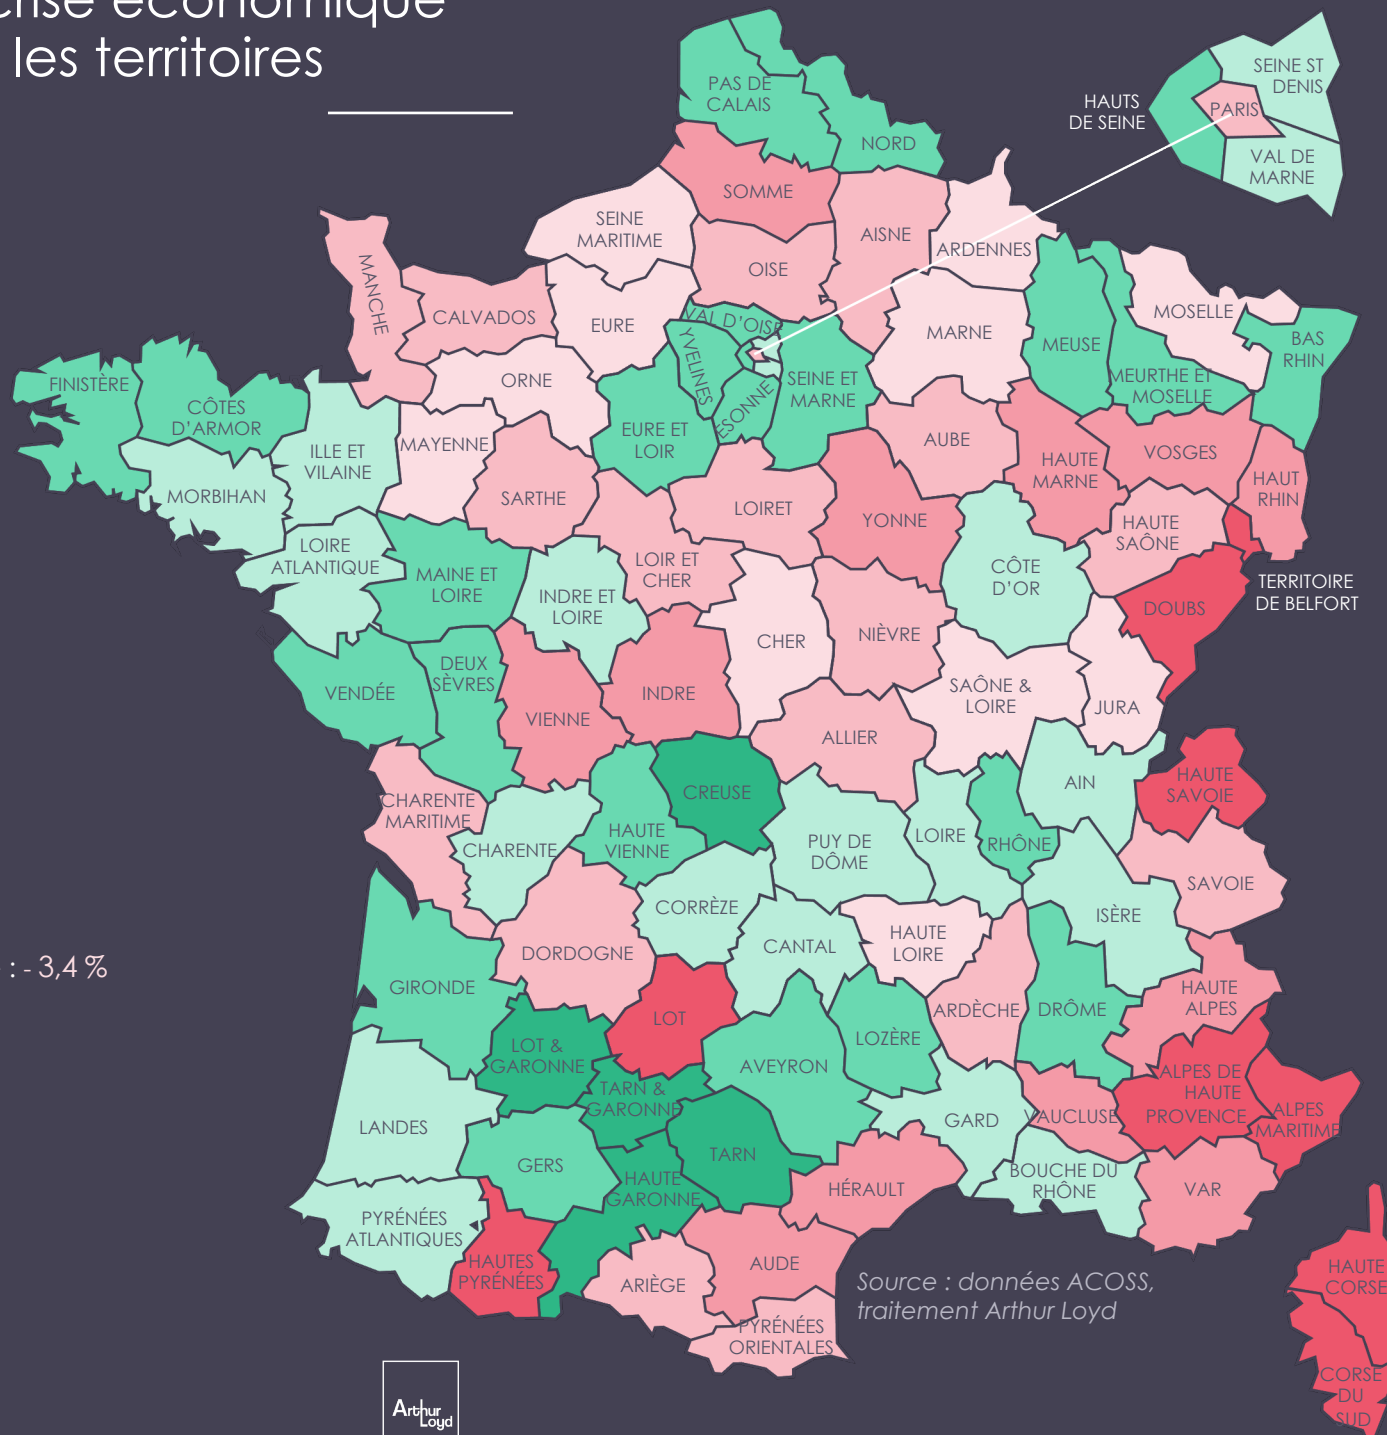 crise économique
les territoires
: - 3,4 %
PAS DE
CALAIS
NORD
HAUTS
DE SEINE
SEINE ST
DENIS
PARIS
VAL DE
MARNE
SOMME
SEINE
MARITIME
AISNE
ARDENNES
OISE
MANCHE
CALVADOS
EURE
VAL D'OISE
YVELINES
ESONNE
SEINE ET
MARNE
MARNE
MEUSE
MOSELLE
MEURTHE ET
MOSELLE
BAS
RHIN
FINISTÈRE
CÔTES
D'ARMOR
ORNE
MAYENNE
ILLE ET
VILAINE
MORBIHAN
EURE ET
LOIR
AUBE
HAUTE
MARNE
VOSGES
HAUT
RHIN
SARTHE
LOIRET
YONNE
LOIRE
ATLANTIQUE
MAINE ET
LOIRE
INDRE ET
LOIRE
LOIR ET
CHER
CÔTE
D'OR
HAUTE
SAÔNE
TERRITOIRE
DE BELFORT
DOUBS
CHER
NIÈVRE
VENDÉE
DEUX
SÈVRES
VIENNE
INDRE
SAÔNE &
LOIRE
JURA
ALLIER
CHARENTE
MARITIME
CHARENTE
HAUTE
VIENNE
CREUSE
PUY DE
DÔME
LOIRE
RHÔNE
AIN
HAUTE
SAVOIE
SAVOIE
ISÈRE
CORRÈZE
DORDOGNE
CANTAL
HAUTE
LOIRE
GIRONDE
LOT
LOT &
GARONNE
AVEYRON
LOZÈRE
ARDÈCHE
DRÔME
HAUTE
ALPES
TARN &
GARONNE
ALPES DE
HAUTE
PROVENCE
ALPES
MARITIME
LANDES
GERS
TARN
GARD
VAUCLUSE
BOUCHE DU
RHÔNE
VAR
HÉRAULT
HAUTE
GARONNE
PYRÉNÉES
ATLANTIQUES
HAUTES
PYRÉNÉES
ARIÈGE
AUDE
PYRÉNÉES
ORIENTALES
HAUTE
CORSE
CORSE
DU
SUD
Source : données ACOSS,
traitement Arthur Loyd
Arthur
Loyd